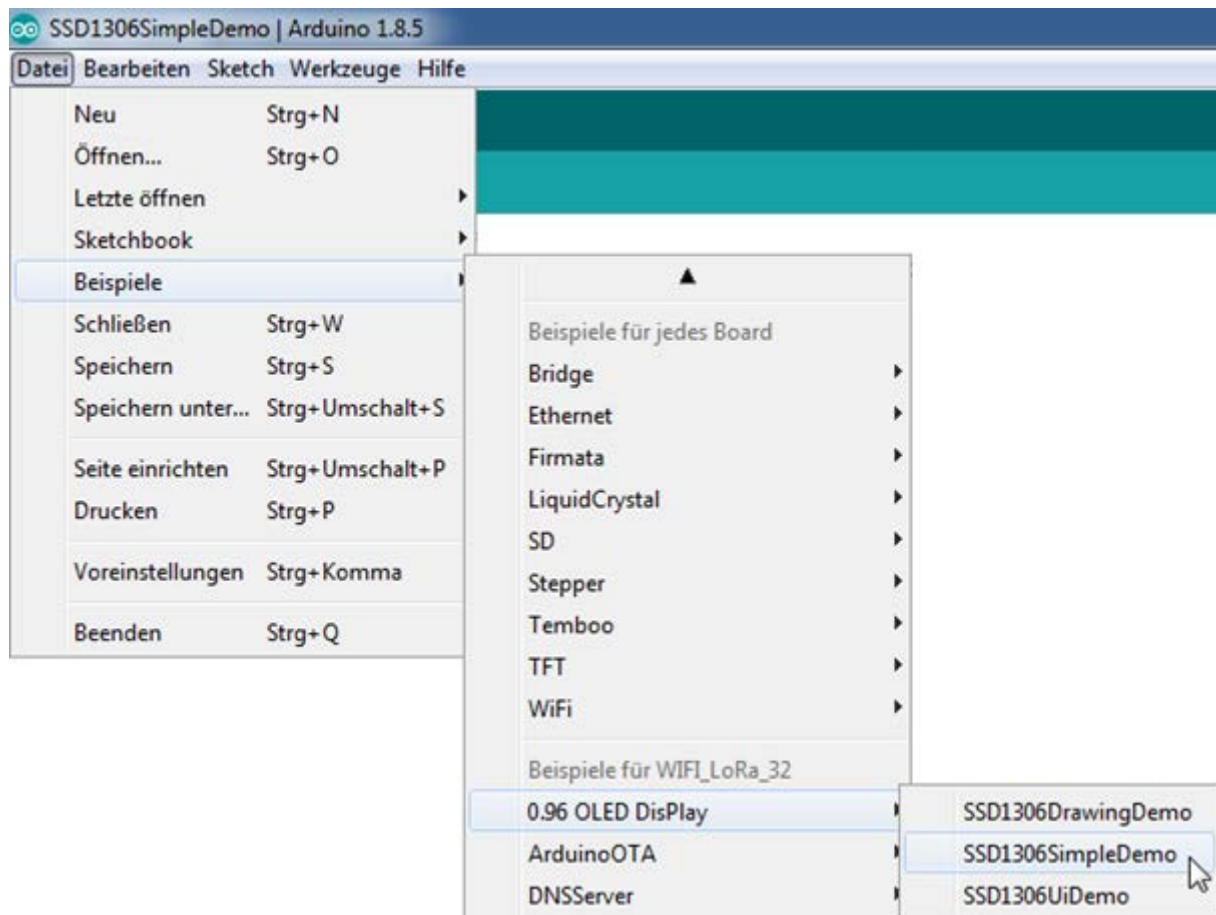 SSD1306SimpleDemo | Arduino 1.8.5
Datei Bearbeiten Sketch Werkzeuge Hilfe
Neu Strg+N
Öffnen... Strg+O
Letzte öffnen
Sketchbook
Beispiele
Schließen Strg+W
Speichern Strg+S
Speichern unter... Strg+Umschalt+S
Seite einrichten Strg+Umschalt+P
Drucken Strg+P
Voreinstellungen Strg+Komma
Beenden Strg+Q
Beispiele für jedes Board
Bridge
Ethernet
Firmata
LiquidCrystal
SD
Stepper
Temboo
TFT
WiFi
Beispiele für WIFI_LoRa_32
0.96 OLED DisPlay
ArduinoOTA
DNSServer
SSD1306DrawingDemo
SSD1306SimpleDemo
SSD1306UiDemo